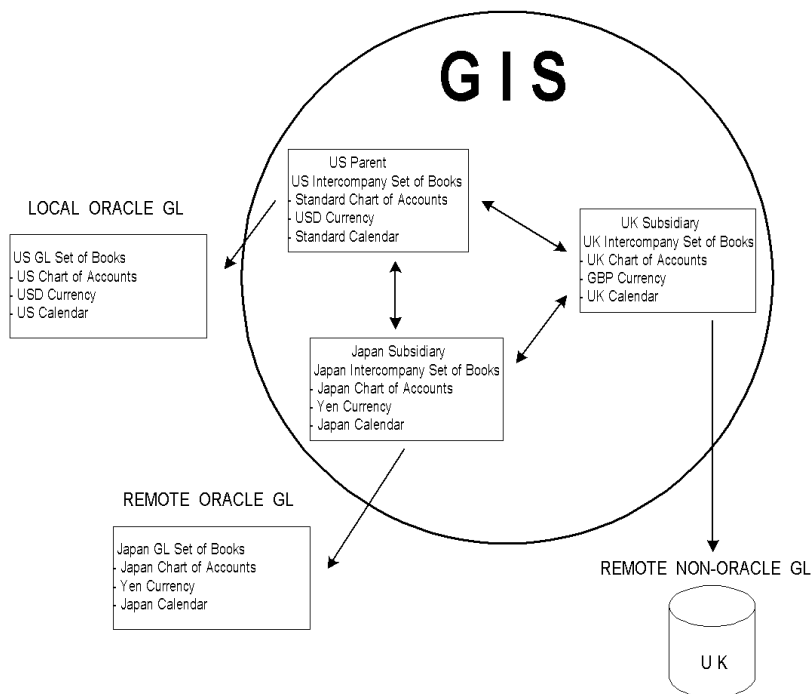 G I S
US Parent
US Intercompany Set of Books
- Standard Chart of Accounts
- USD Currency
- Standard Calendar
LOCAL ORACLE GL
US GL Set of Books
- US Chart of Accounts
- USD Currency
- US Calendar
UK Subsidiary
UK Intercompany Set of Books
- UK Chart of Accounts
- GBP Currency
- UK Calendar
Japan Subsidiary
Japan Intercompany Set of Books
- Japan Chart of Accounts
- Yen Currency
- Japan Calendar
REMOTE ORACLE GL
Japan GL Set of Books
- Japan Chart of Accounts
- Yen Currency
- Japan Calendar
REMOTE NON-ORACLE GL
U K